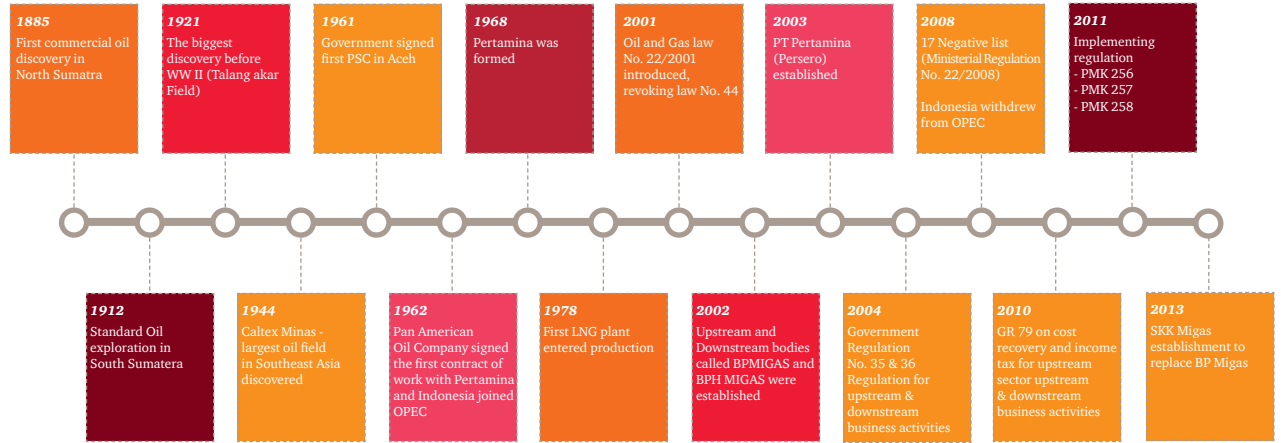 1885
First commercial oil
discovery in
North Sumatra
1921
The biggest
discovery before
WW II (Talang akar
Field)
1961
Government signed
first PSC in Aceh
1968
Pertamina was
formed
2001
Oil and Gas law
No. 22/2001
introduced,
revoking law No. 44
2003
PT Pertamina
(Persero)
established
2008
17 Negative list
(Ministerial Regulation
No. 22/2008)
Indonesia withdrew
from OPEC
2011
Implementing
regulation
- PMK 256
- PMK 257
- PMK 258
1912
Standard Oil
exploration in
South Sumatera
1944
Caltex Minas -
largest oil field
in Southeast Asia
discovered
1962
Pan American
Oil Company signed
the first contract of
work with Pertamina
and Indonesia joined
OPEC
1978
First LNG plant
entered production
2002
Upstream and
Downstream bodies
called BPMIGAS and
BPH MIGAS were
established
2004
Government
Regulation
No. 35 & 36
Regulation for
upstream &
downstream
business activities
2010
GR 79 on cost
recovery and income
tax for upstream
sector upstream
& downstream
business activities
2013
SKK Migas
establishment to
replace BP Migas